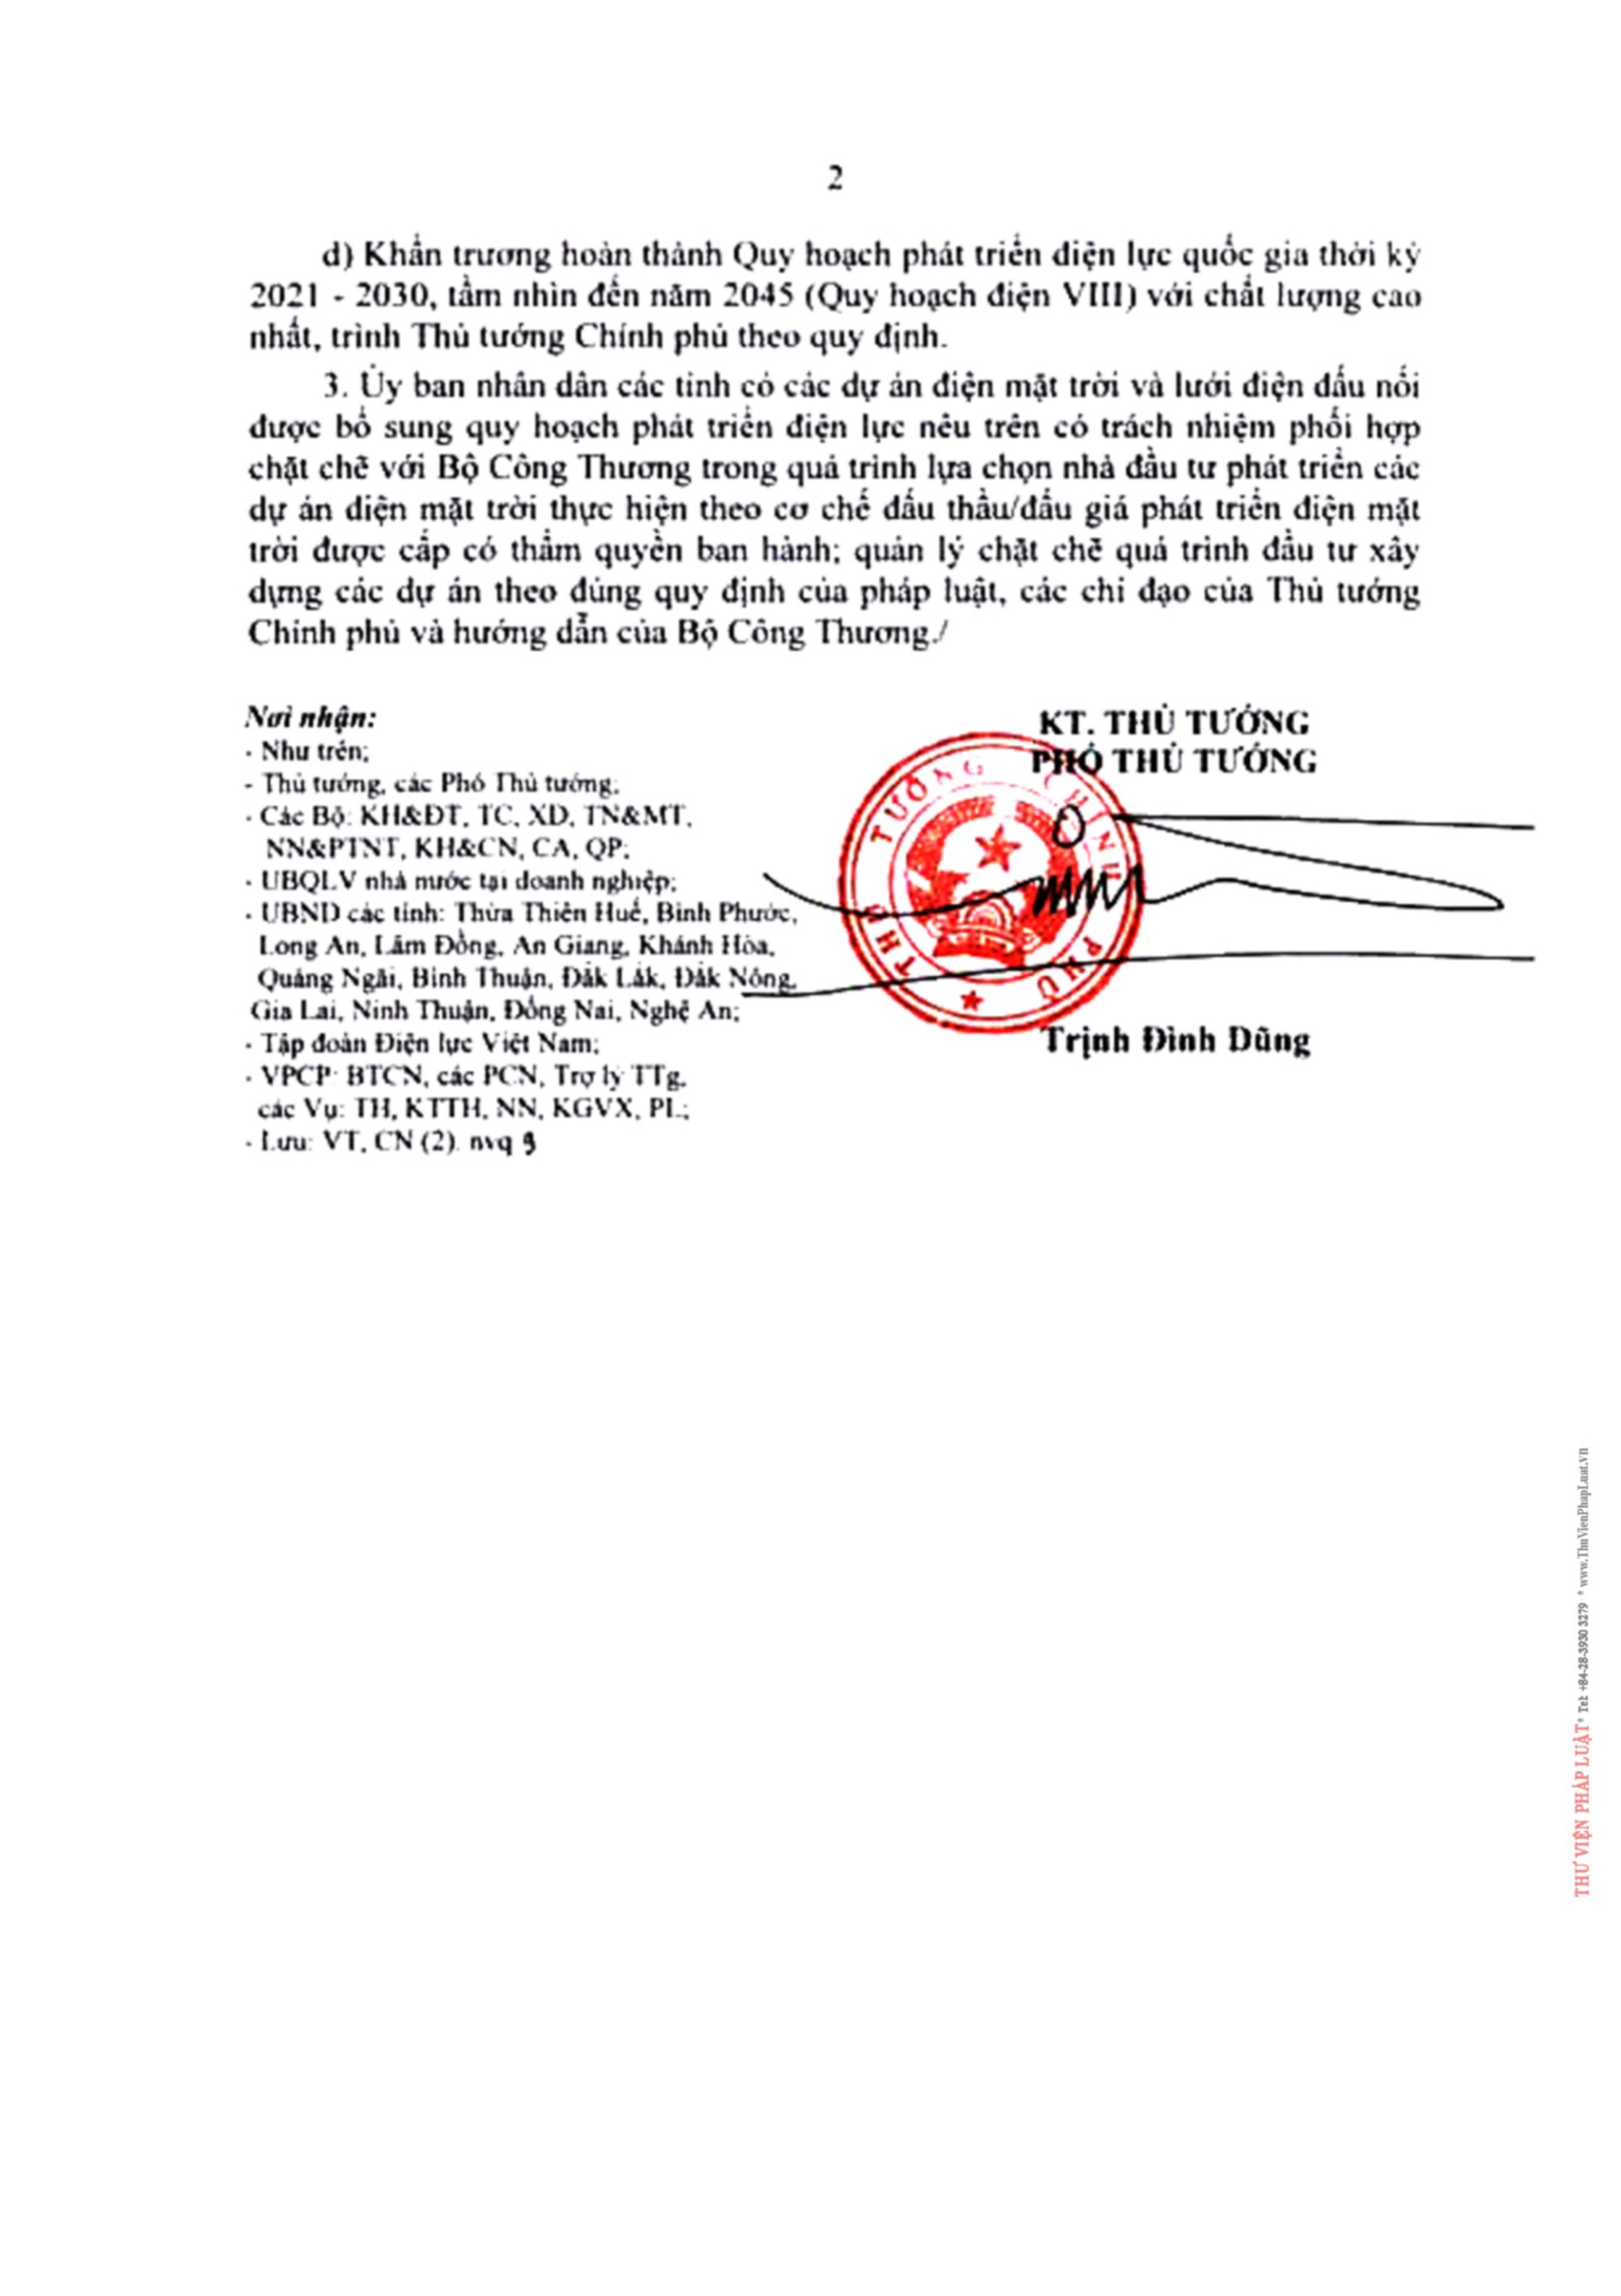 2
d) Khẩn trương hoàn thành Quy hoạch phát triển điện lực quốc gia thời kỳ
2021 - 2030, tầm nhìn đến năm 2045 (Quy hoạch điện VIII) với chất lượng cao
nhất, trình Thủ tướng Chính phủ theo quy định.
3. Ủy ban nhân dân các tỉnh có các dự án điện mặt trời và lưới điện đấu nối
được bổ sung quy hoạch phát triển điện lực nêu trên có trách nhiệm phối hợp
chặt chẽ với Bộ Công Thương trong quá trình lựa chọn nhà đầu tư phát triển các
dự án điện mặt trời thực hiện theo cơ chế đấu thầu/đấu giá phát triển điện mặt
trời được cấp có thẩm quyền ban hành; quản lý chặt chẽ quá trình đầu tư xây
dựng các dự án theo đúng quy định của pháp luật, các chỉ đạo của Thủ tướng
Chính phủ và hướng dẫn của Bộ Công Thương./
Nơi nhận:
- Như trên;
- Thủ tướng, các Phó Thủ tướng;
- Các Bộ: KH&ĐT, TC, XD, TN&MT,
NN&PTNT, KH&CN, CA, QP;
- UBQLV nhà nước tại doanh nghiệp;
- UBND các tỉnh: Thừa Thiên Huế, Bình Phước,
Long An, Lâm Đồng, An Giang, Khánh Hòa,
Quảng Ngãi, Bình Thuận, Đắk Lắk, Đắk Nông,
Gia Lai, Ninh Thuận, Đồng Nai, Nghệ An;
- Tập đoàn Điện lực Việt Nam;
- VPCP: BTCN, các PCN, Trợ lý TTg,
các Vụ: TH, KTTH, NN, KGVX, PL;
- Lưu: VT, CN (2). nvq
KT. THỦ TƯỚNG
PHÓ THỦ TƯỚNG
THỦ TƯỚNG CHÍNH PHỦ
Trịnh Đình Dũng
THƯ VIỆN PHÁP LUẬT * Tel: +84-28-3930 3279 * www.ThuVienPhapLuat.vn